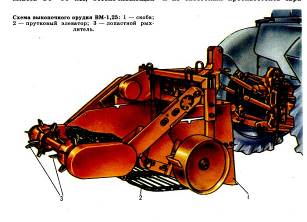 Схема выкопочного орудия ВМ-1,25: 1 — скоба;
2 — прутковый элеватор; 3 — лопастной рых-
литель.
3
2
1